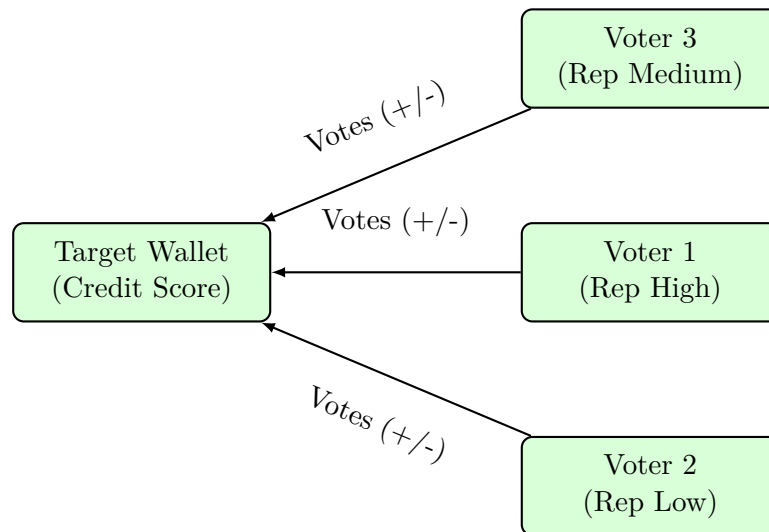 Voter 3
(Rep Medium)
Votes (+/-)
Votes (+/-)
Target Wallet
(Credit Score)
Voter 1
(Rep High)
Votes (+/-)
Voter 2
(Rep Low)